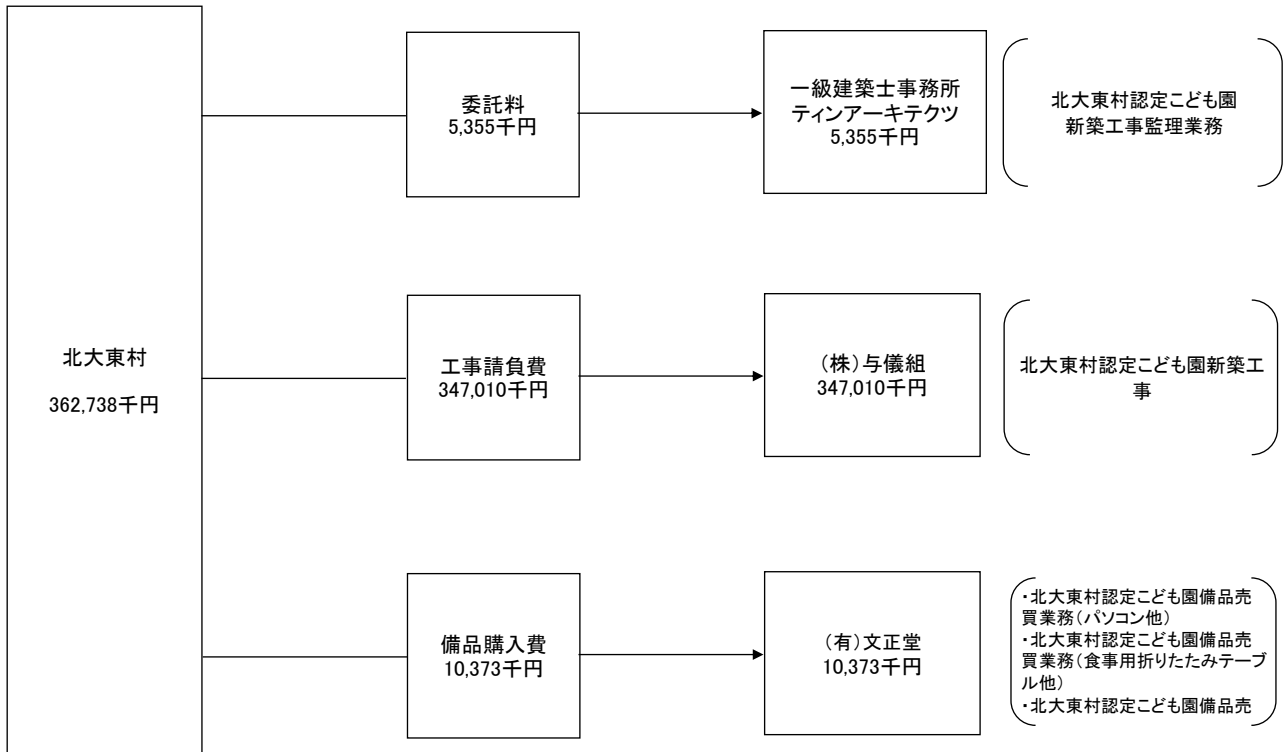 北大東村
362,738千円
委託料
5,355千円
一級建築士事務所
ティンアーキテクツ
5,355千円
北大東村認定こども園
新築工事監理業務
工事請負費
347,010千円
(株)与儀組
347,010千円
北大東村認定こども園新築工
事
備品購入費
10,373千円
(有)文正堂
10,373千円
・北大東村認定こども園備品売
買業務(パソコン他)
・北大東村認定こども園備品売
買業務(食事用折りたたみテーブ
ル他)
・北大東村認定こども園備品売